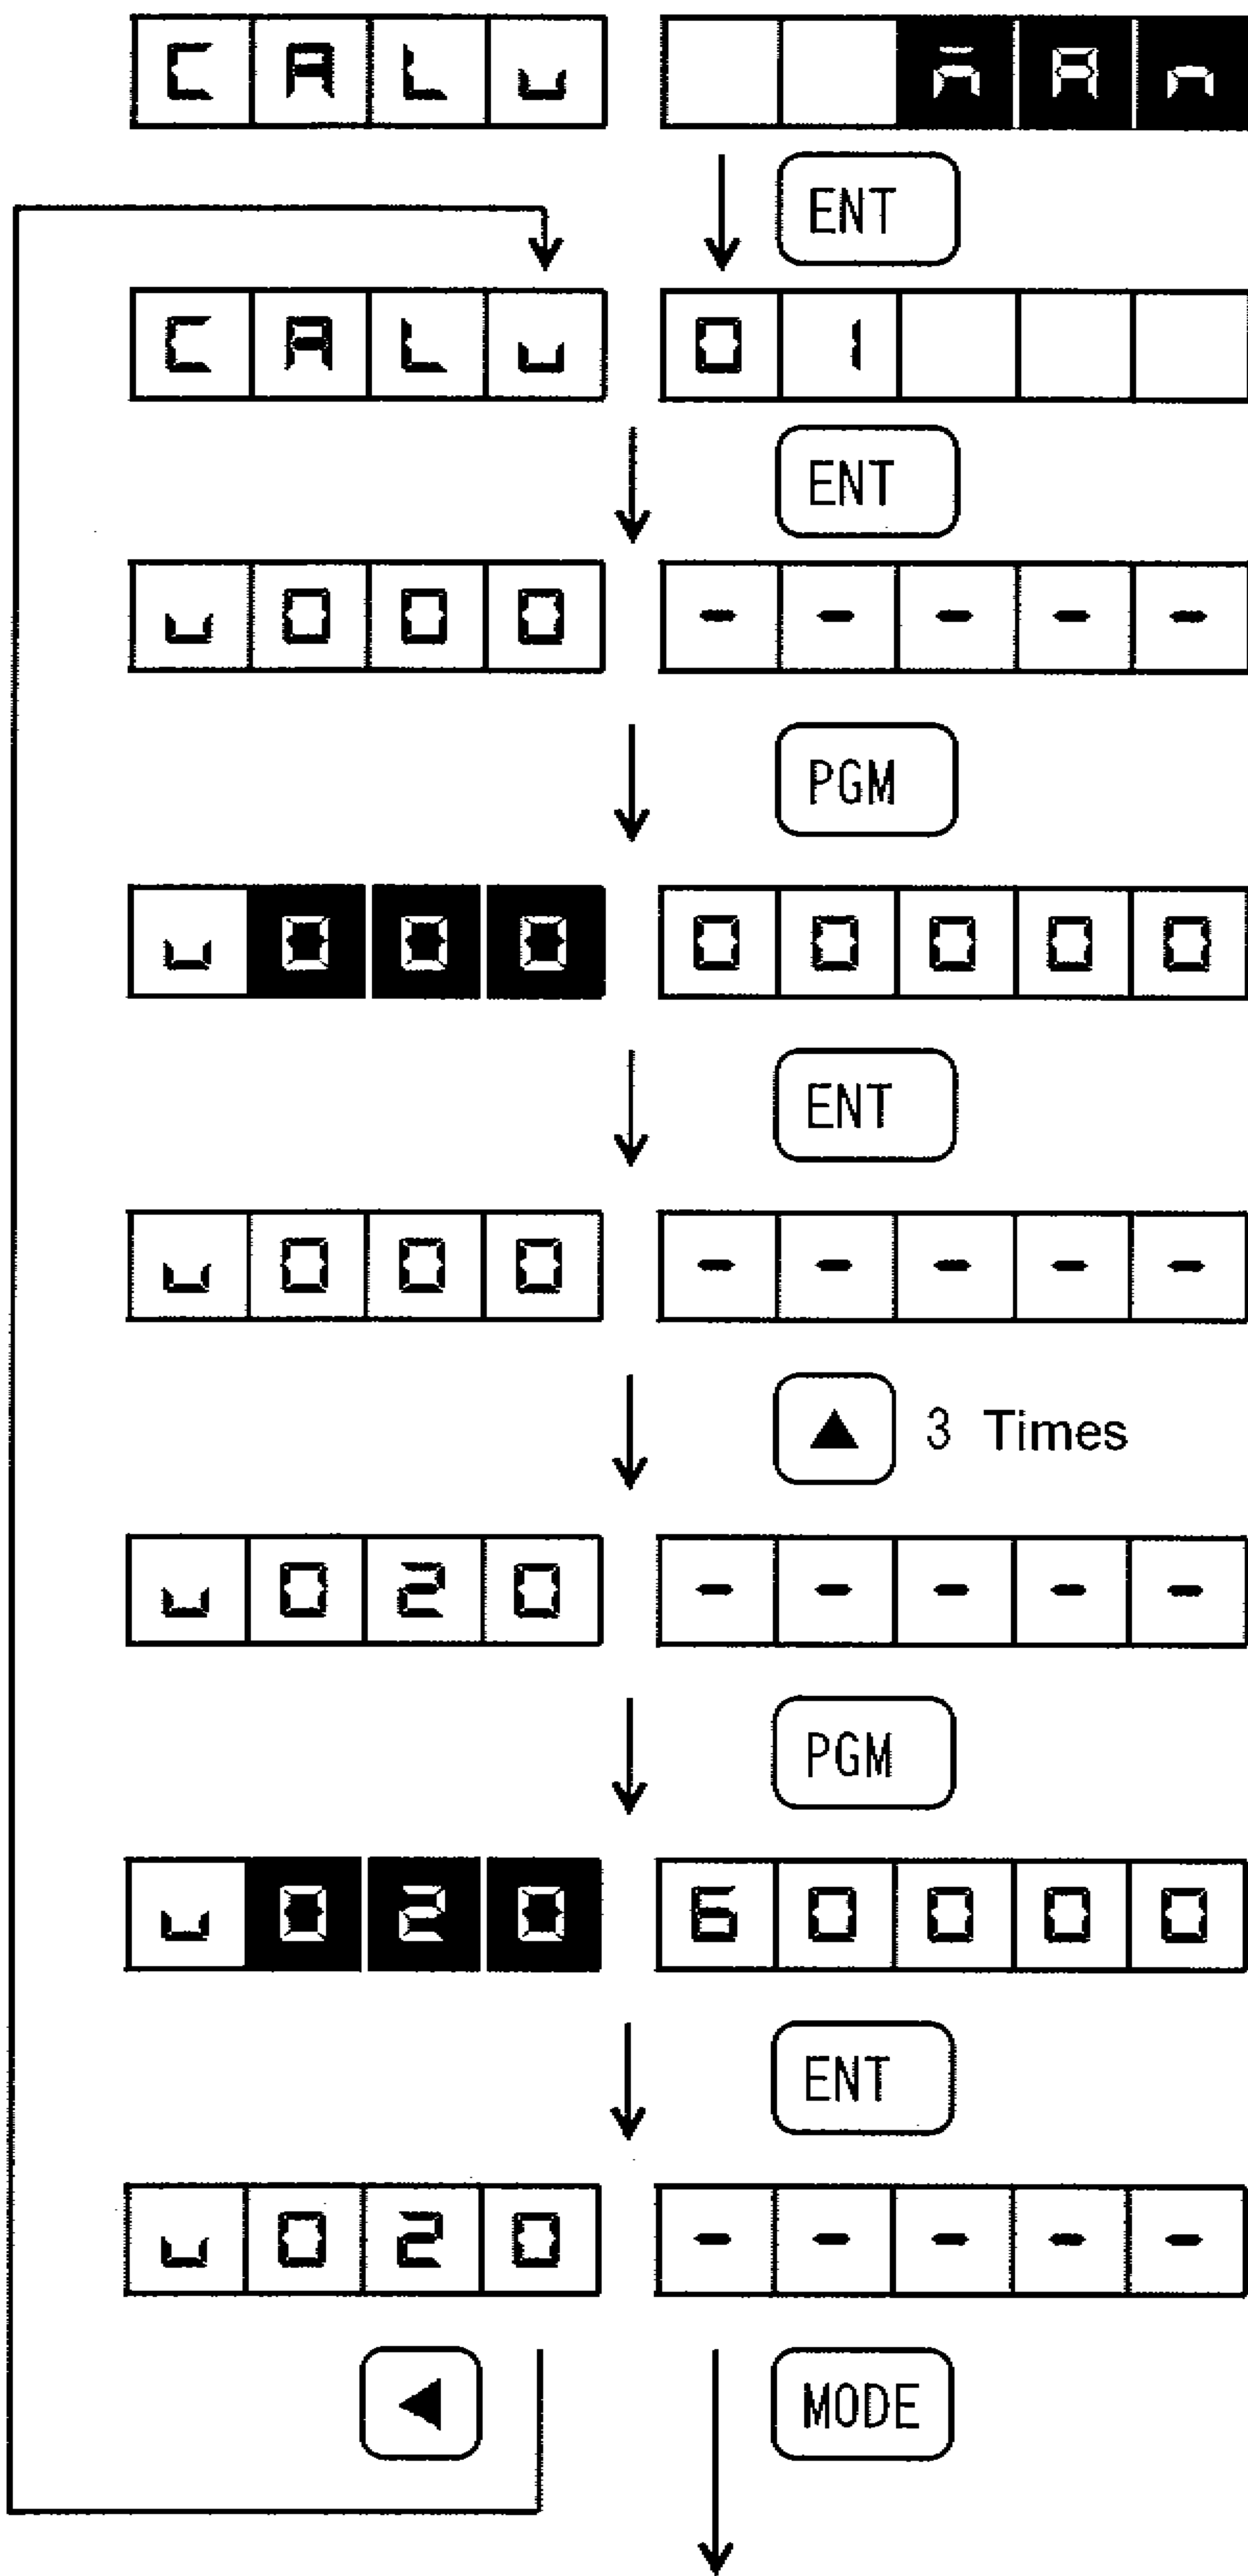 CALu n̄An
ENT
CALu 01
ENT
u000 -----
PGM
u000 00000
ENT
u000 -----
▲ 3 Times
u020 -----
PGM
u020 60000
ENT
u020 -----
◀ MODE